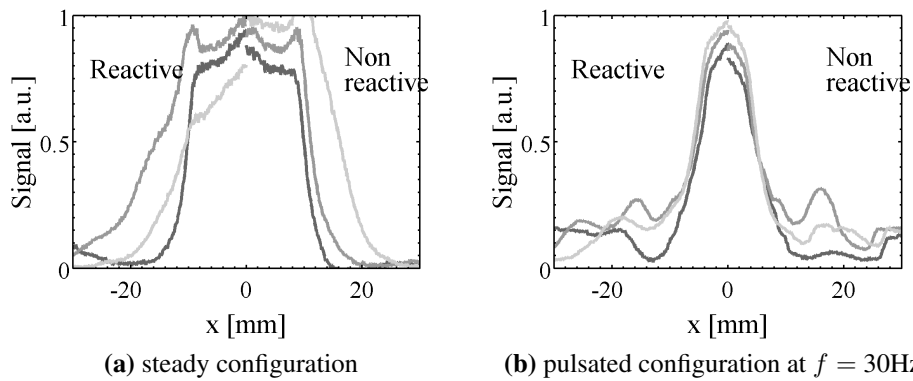 1
Reactive
Non
reactive
Signal [a.u.]
0.5
0
-20
0
20
x [mm]
(a) steady configuration
1
Reactive
Non
reactive
Signal [a.u.]
0.5
0
-20
0
20
x [mm]
(b) pulsated configuration at f = 30Hz